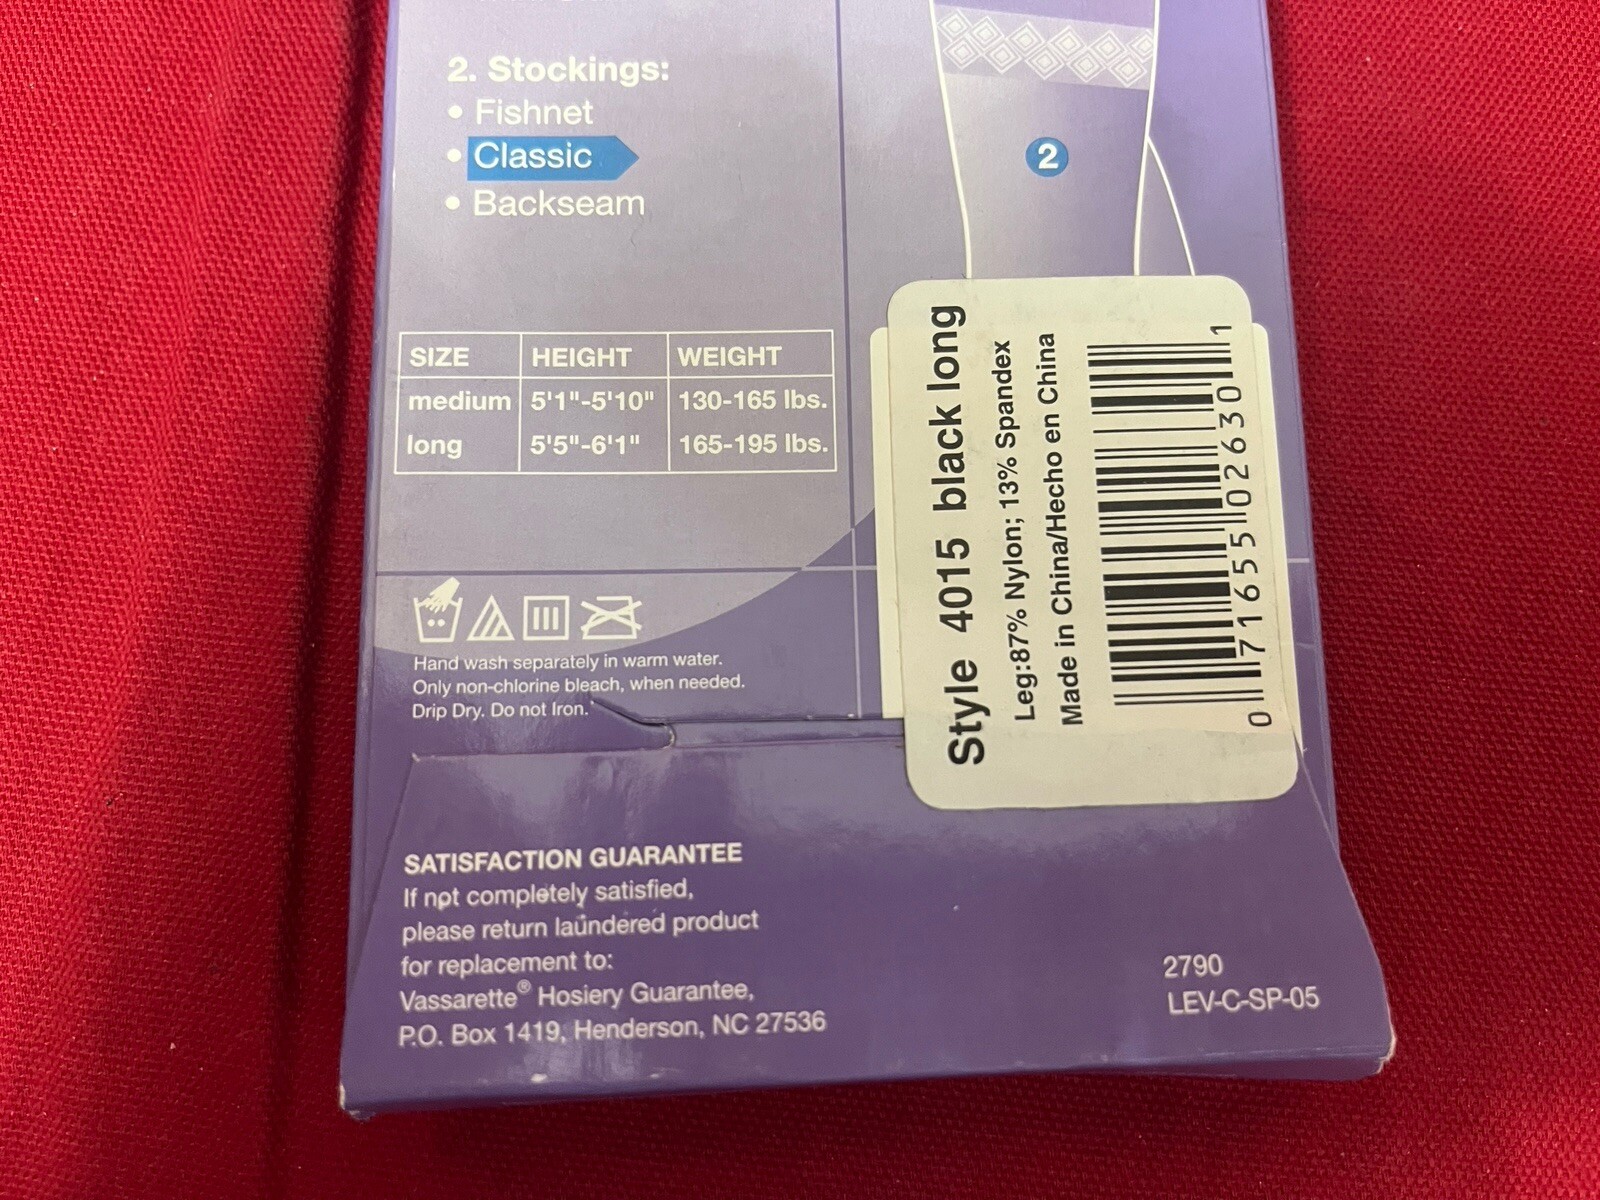 2. Stockings:
• Fishnet
• Classic
• Backseam
2
SIZE HEIGHT WEIGHT
medium 5'1"-5'10" 130-165 lbs.
long 5'5"-6'1" 165-195 lbs.
Hand wash separately in warm water.
Only non-chlorine bleach, when needed.
Drip Dry. Do not Iron.
Style 4015 black long
Leg:87% Nylon; 13% Spandex
Made in China/Hecho en China
0 71655 02630 1
SATISFACTION GUARANTEE
If not completely satisfied,
please return laundered product
for replacement to:
Vassarette® Hosiery Guarantee,
P.O. Box 1419, Henderson, NC 27536
2790
LEV-C-SP-05